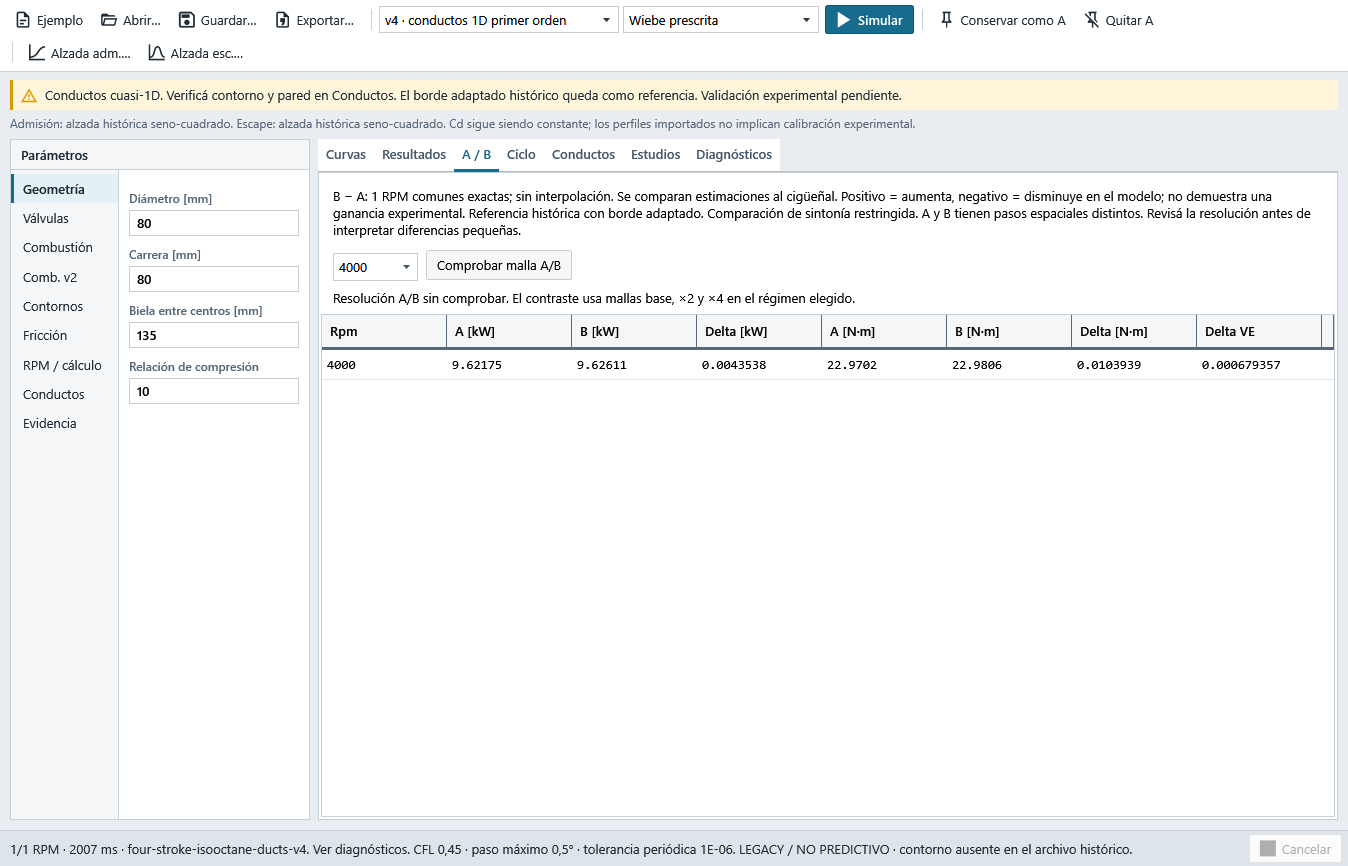 Ejemplo
Abrir...
Guardar...
Exportar...
v4 · conductos 1D primer orden
Wiebe prescrita
Simular
Conservar como A
Quitar A
Alzada adm....
Alzada esc....
Conductos cuasi-1D. Verificá contorno y pared en Conductos. El borde adaptado histórico queda como referencia. Validación experimental pendiente.
Admisión: alzada histórica seno-cuadrado. Escape: alzada histórica seno-cuadrado. Cd sigue siendo constante; los perfiles importados no implican calibración experimental.
Parámetros
Geometría
Válvulas
Combustión
Comb. v2
Contornos
Fricción
RPM / cálculo
Conductos
Evidencia
Diámetro [mm]
80
Carrera [mm]
80
Biela entre centros [mm]
135
Relación de compresión
10
Curvas
Resultados
A / B
Ciclo
Conductos
Estudios
Diagnósticos
B − A: 1 RPM comunes exactas; sin interpolación. Se comparan estimaciones al cigüeñal. Positivo = aumenta, negativo = disminuye en el modelo; no demuestra una
ganancia experimental. Referencia histórica con borde adaptado. Comparación de sintonía restringida. A y B tienen pasos espaciales distintos. Revisá la resolución antes de
interpretar diferencias pequeñas.
4000
Comprobar malla A/B
Resolución A/B sin comprobar. El contraste usa mallas base, ×2 y ×4 en el régimen elegido.
Rpm A [kW] B [kW] Delta [kW] A [N·m] B [N·m] Delta [N·m] Delta VE
4000 9.62175 9.62611 0.0043538 22.9702 22.9806 0.0103939 0.000679357
1/1 RPM · 2007 ms · four-stroke-isooctane-ducts-v4. Ver diagnósticos. CFL 0,45 · paso máximo 0,5° · tolerancia periódica 1E-06. LEGACY / NO PREDICTIVO · contorno ausente en el archivo histórico.
Cancelar